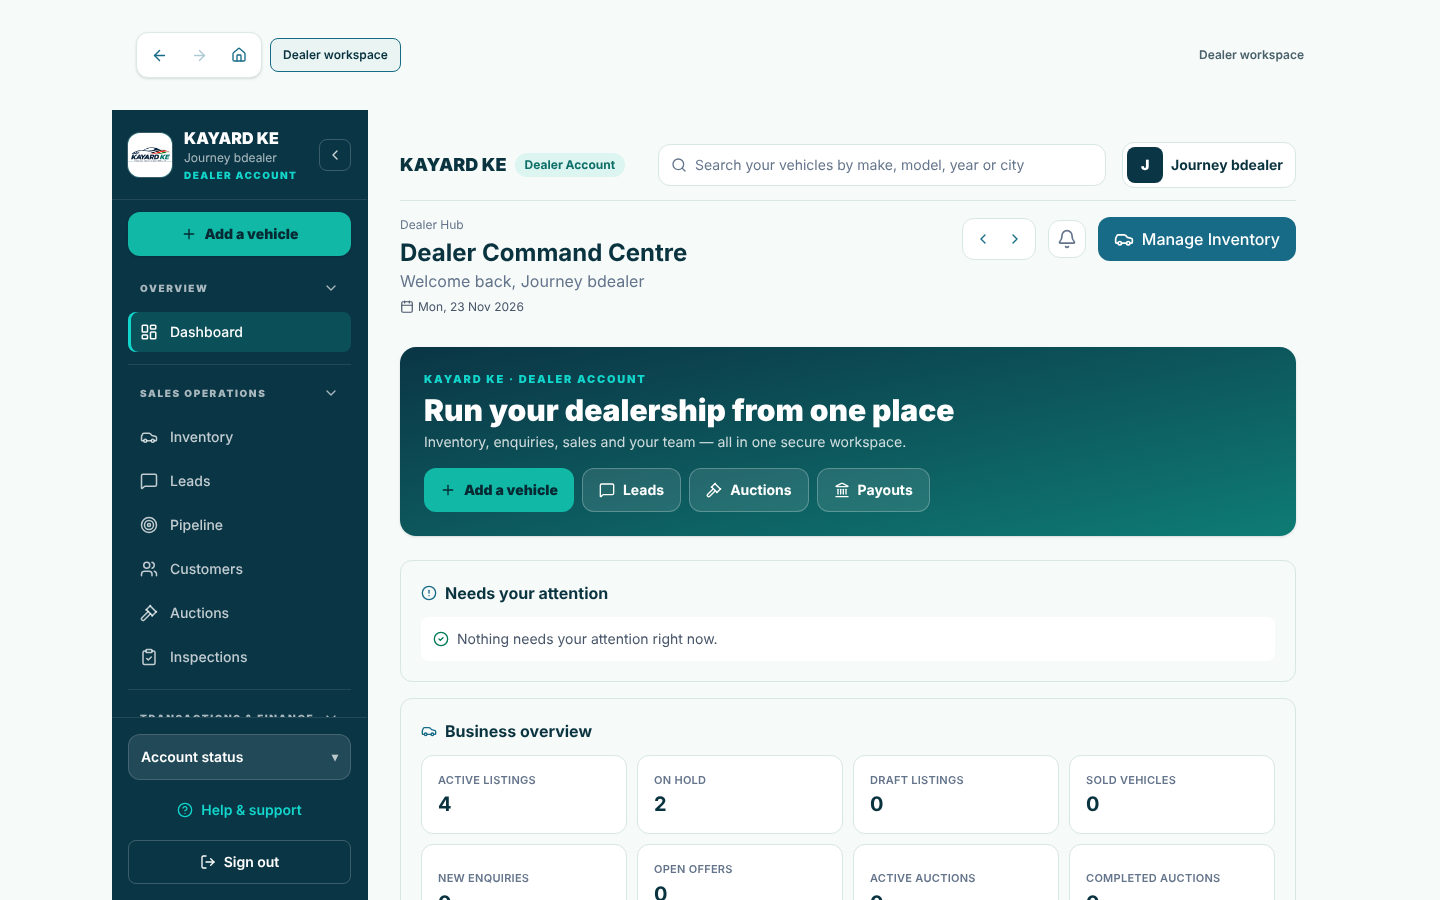 Dealer workspace
Dealer workspace
KAYARD KE
KAYARD KE
Journey bdealer
DEALER ACCOUNT
Add a vehicle
OVERVIEW
Dashboard
SALES OPERATIONS
Inventory
Leads
Pipeline
Customers
Auctions
Inspections
Account status
Help & support
Sign out
KAYARD KE
Dealer Account
Search your vehicles by make, model, year or city
J
Journey bdealer
Dealer Hub
Dealer Command Centre
Welcome back, Journey bdealer
Mon, 23 Nov 2026
Manage Inventory
KAYARD KE · DEALER ACCOUNT
Run your dealership from one place
Inventory, enquiries, sales and your team — all in one secure workspace.
Add a vehicle
Leads
Auctions
Payouts
Needs your attention
Nothing needs your attention right now.
Business overview
ACTIVE LISTINGS
4
ON HOLD
2
DRAFT LISTINGS
0
SOLD VEHICLES
0
NEW ENQUIRIES
OPEN OFFERS
0
ACTIVE AUCTIONS
COMPLETED AUCTIONS